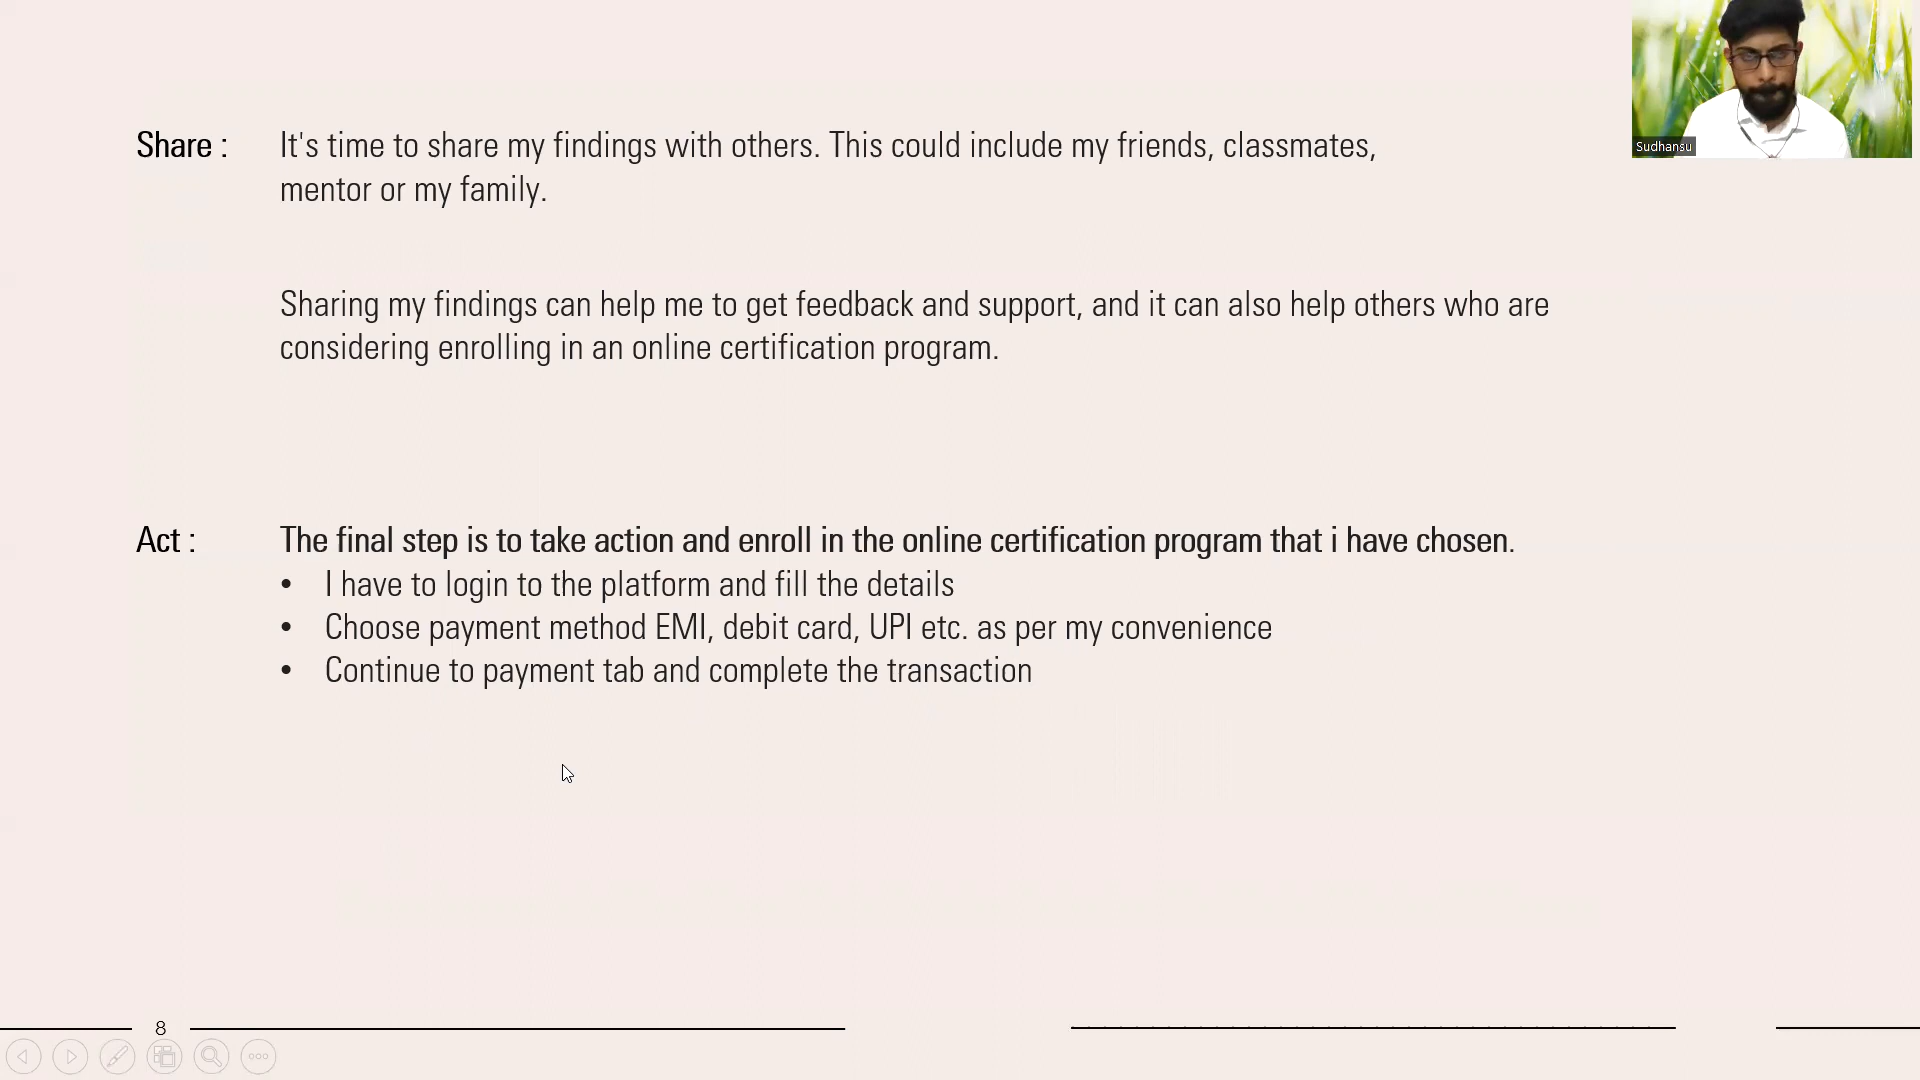 Sudhansu
Share : It's time to share my findings with others. This could include my friends, classmates,
mentor or my family.
Sharing my findings can help me to get feedback and support, and it can also help others who are
considering enrolling in an online certification program.
Act : The final step is to take action and enroll in the online certification program that i have chosen.
• I have to login to the platform and fill the details
• Choose payment method EMI, debit card, UPI etc. as per my convenience
• Continue to payment tab and complete the transaction
8